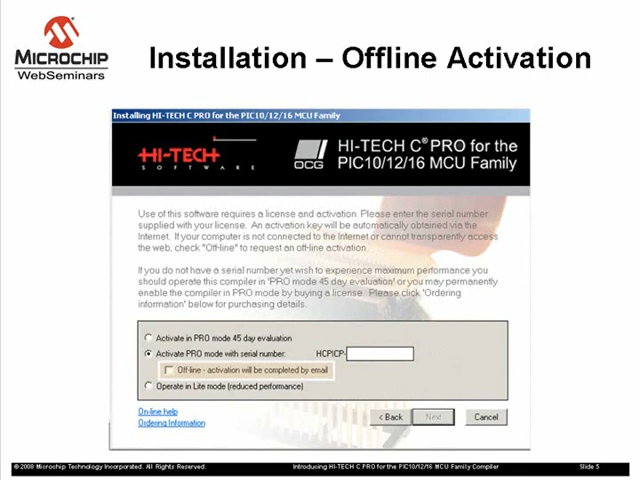 MICROCHIP
WebSeminars
Installation – Offline Activation
Installing HI-TECH C PRO for the PIC10/12/16 MCU Family
HI-TECH
SOFTWARE
OCG
HI-TECH C® PRO for the
PIC10/12/16 MCU Family
Use of this software requires a license and activation. Please enter the serial number
supplied with your license. An activation key will be automatically obtained via the
Internet. If your computer is not connected to the Internet or cannot transparently access
the web, check "Off-line" to request an off-line activation.
If you do not have a serial number yet wish to experience maximum performance you
should operate this compiler in 'PRO mode 45 day evaluation' or you may permanently
enable the compiler in PRO mode by buying a license. Please click 'Ordering
information' below for purchasing details.
Activate in PRO mode 45 day evaluation
Activate PRO mode with serial number: HCPICP-
Off-line - activation will be completed by email
Operate in Lite mode (reduced performance)
On-line help
Ordering Information
< Back
Next
Cancel
© 2008 Microchip Technology Incorporated. All Rights Reserved.
Introducing HI-TECH C PRO for the PIC10/12/16 MCU Family Compiler
Slide 5